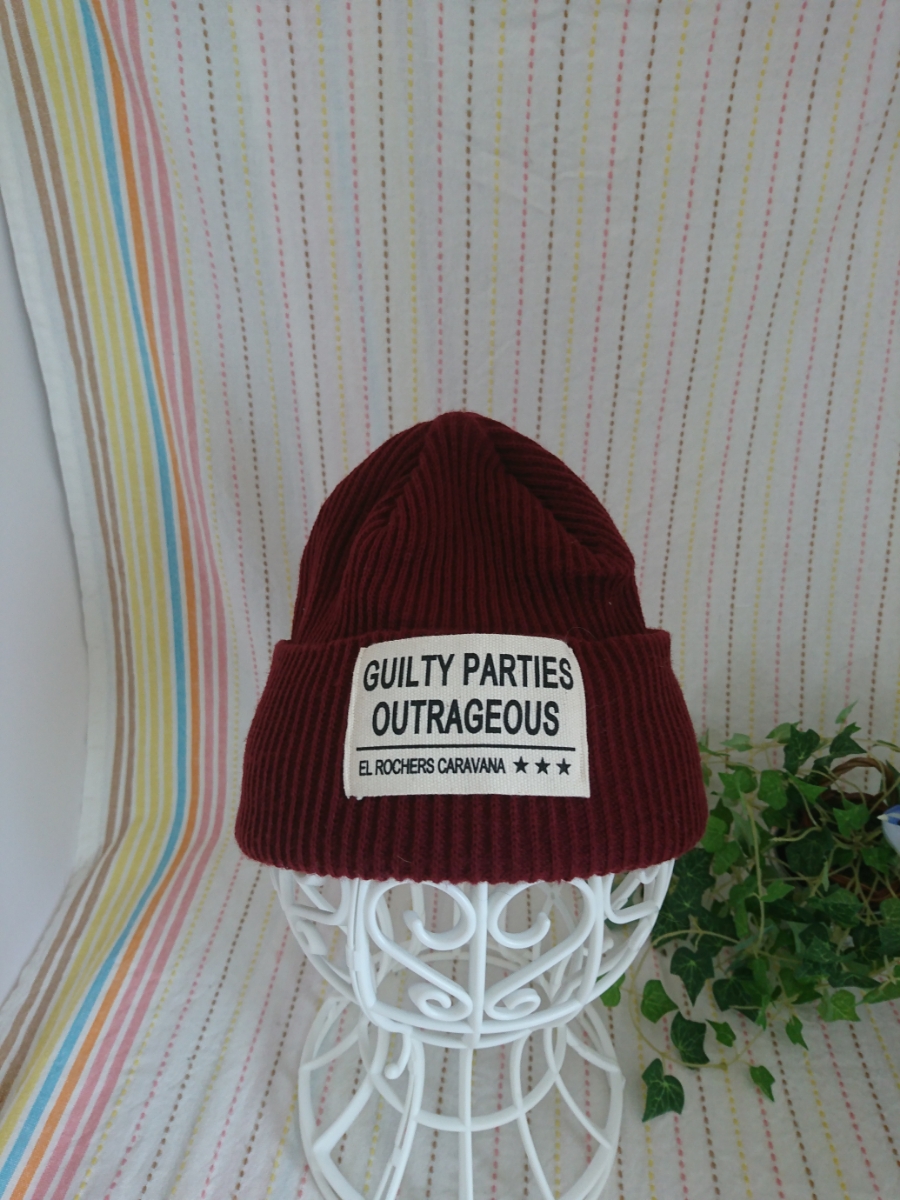 GUILTY PARTIES
OUTRAGEOUS
EL ROCHERS CARAVANA ★★★